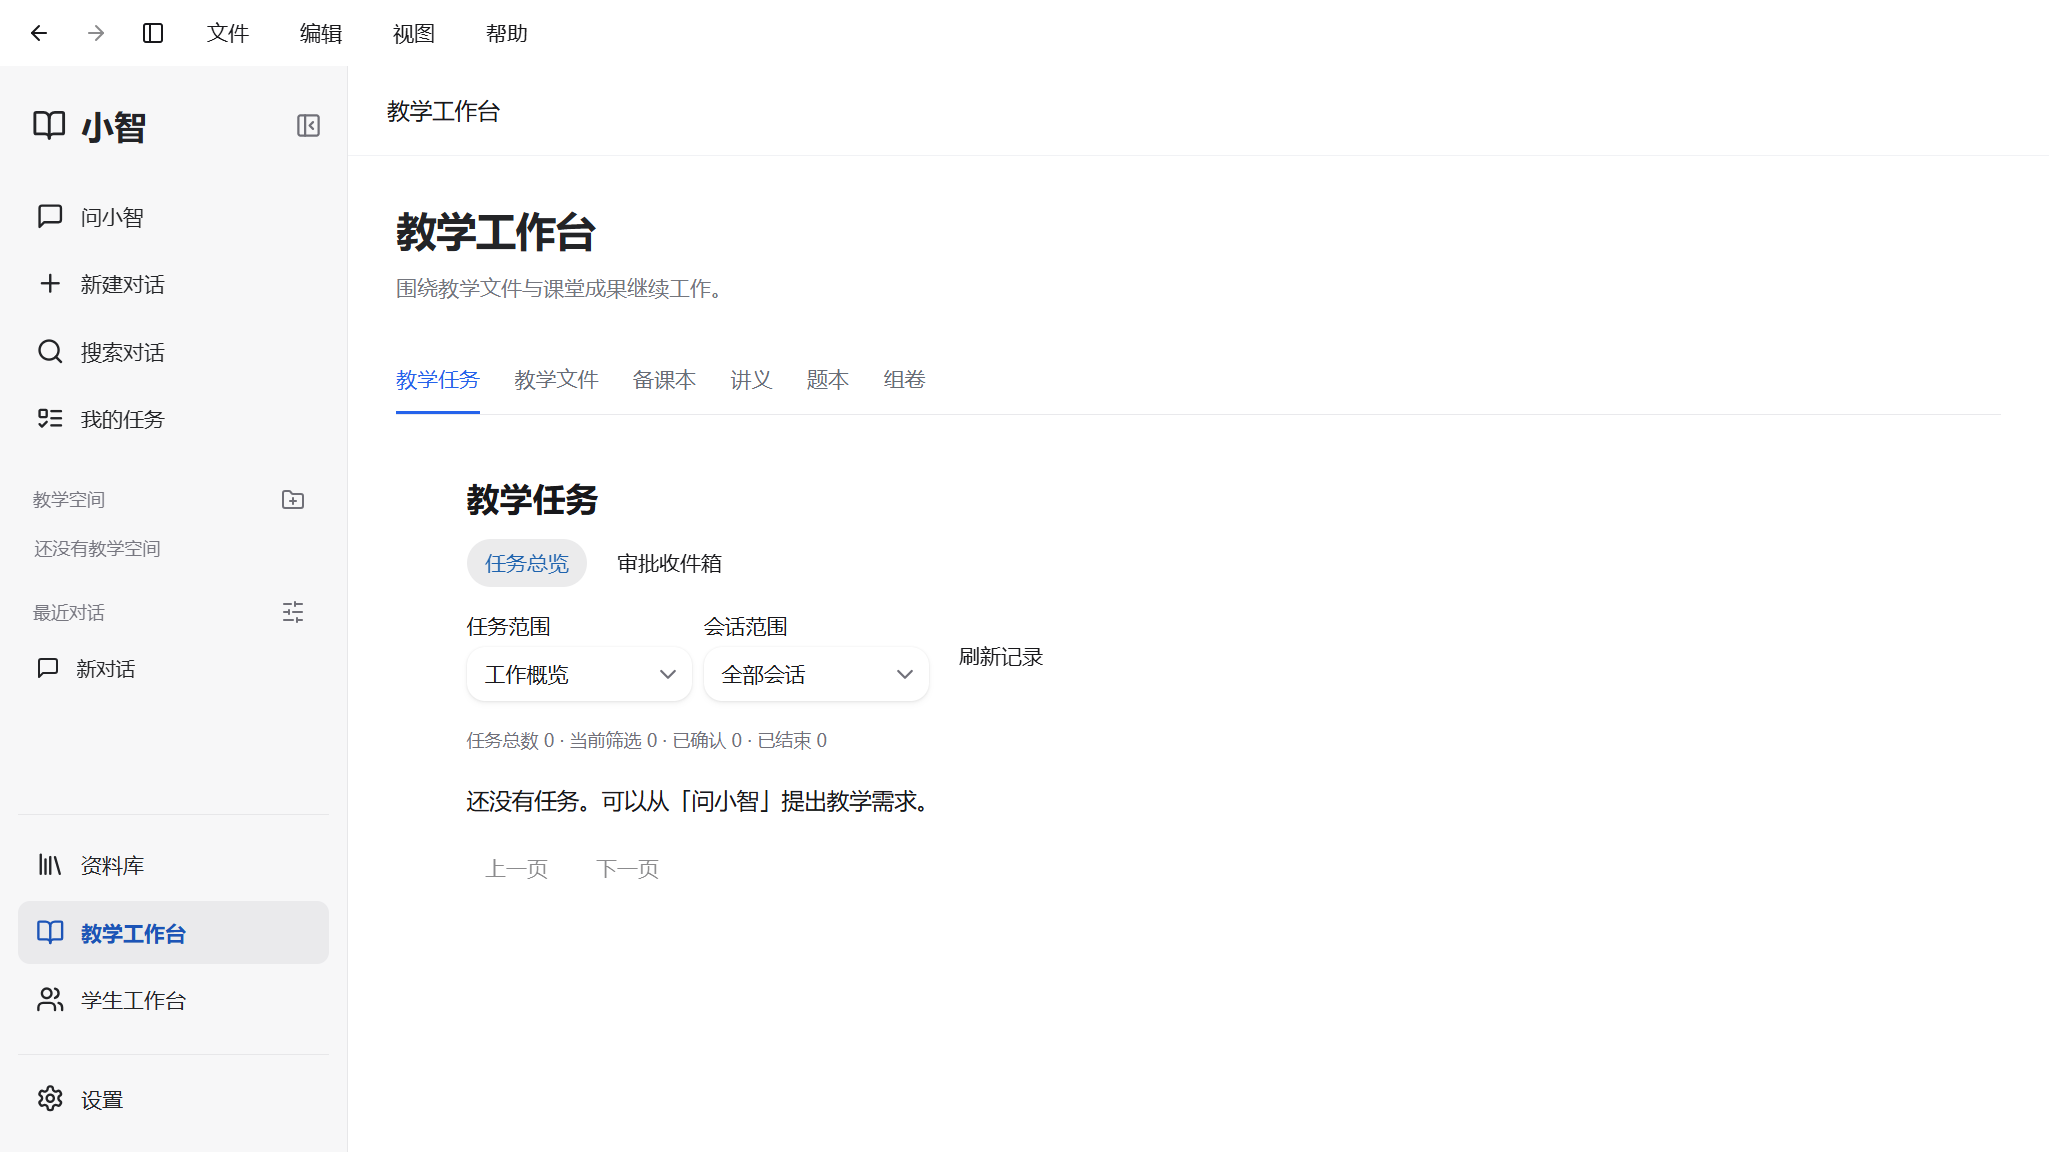 文件 编辑 视图 帮助
小智
问小智
新建对话
搜索对话
我的任务
教学空间
还没有教学空间
最近对话
新对话
资料库
教学工作台
学生工作台
设置
教学工作台
教学工作台
围绕教学文件与课堂成果继续工作。
教学任务 教学文件 备课本 讲义 题本 组卷
教学任务
任务总览 审批收件箱
任务范围 会话范围
工作概览 全部会话 刷新记录
任务总数 0 · 当前筛选 0 · 已确认 0 · 已结束 0
还没有任务。可以从「问小智」提出教学需求。
上一页 下一页